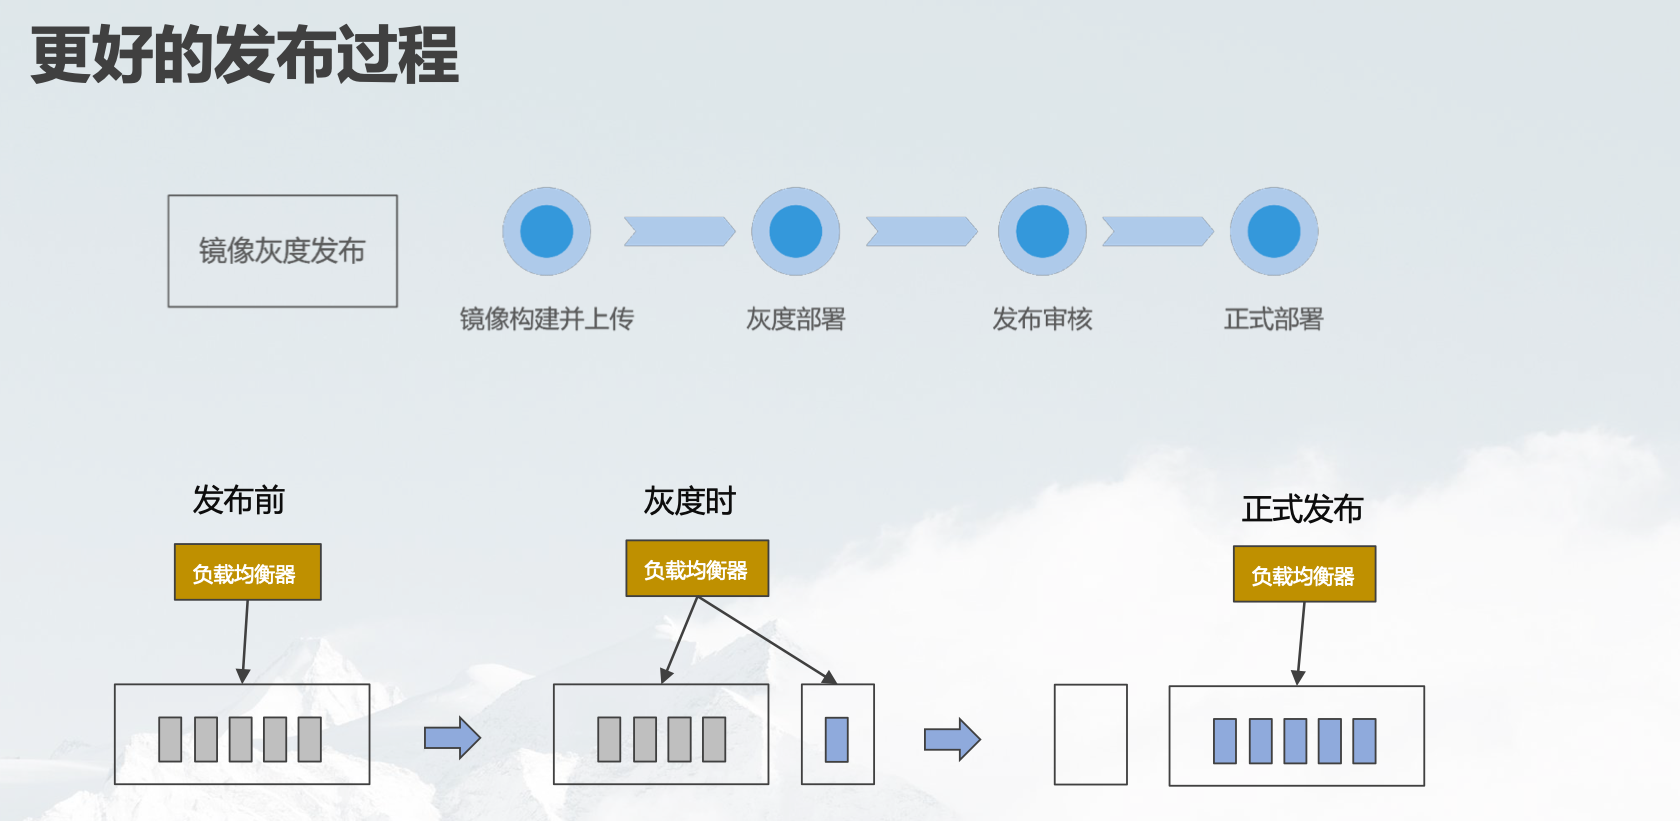 更好的发布过程
镜像灰度发布
镜像构建并上传
灰度部署
发布审核
正式部署
发布前
灰度时
正式发布
负载均衡器
负载均衡器
负载均衡器